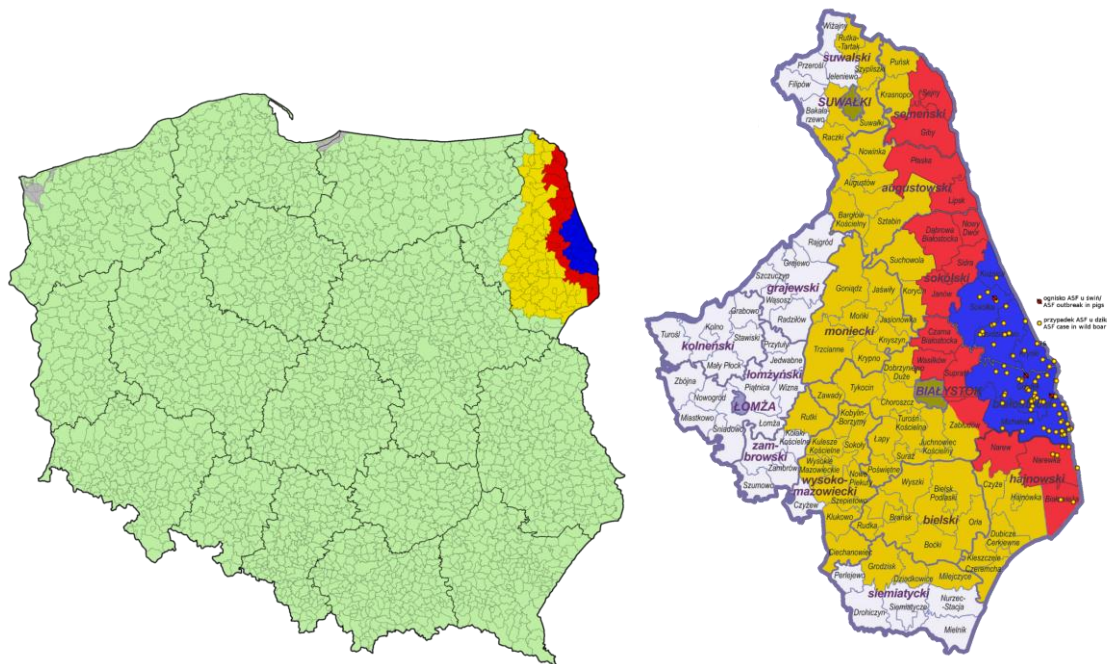 Wiżajny
Rutka-
Tartak
Puńsk
Przerośl
suwalski
Szypliszki
Jeleniewo
Filipów
Krasnopol
SUWAŁKI
sejneński
Bakała-
rzewo
Suwałki
Giby
Raczki
Nowinka
Płaska
Augustów
augustowski
Lipsk
Bargłów
Kościelny
Sztabin
Nowy
Dwór
Rajgród
Dąbrowa
Białostocka
Grajewo
Suchowola
Sidra
Szczuczyn
sokólski
grajewski
Goniądz
Jaświły
Korycin
Janów
ognisko ASF u świń/
ASF outbreak in pigs
Wąsosz
Sokółka
Grabowo
Mońki
Radziłów
Jasionówka
przypadek ASF u dzik
ASF case in wild boar
Turośl
Kolno
Stawiski
moniecki
Czarna
Białostocka
kolneński
Przytuły
Knyszyn
Trzcianne
Mały Płock
Jedwabne
Krypno
Wasilków
Zbójna
łomżyński
Dobrzyniewo
Duże
Supraśl
Piątnica
Wizna
Tykocin
BIAŁYSTOK
Nowogród
ŁOMŻA
Zawady
Choroszcz
Miastkowo
Łomża
Rutki
Kobylin-
Borzymy
Turośń
Kościelna
Zabłudów
Śniadowo
Kołaki
Kościelne
Kulesze
Kościelne
Sokoły
Łapy
Juchnowiec
Kościelny
Narew
zam-
browski
Suraż
Narewka
Zambrów
Wysokie
Mazowieckie
Nowe
Piekuty
Poświętne
hajnowski
Szumowo
wysoko-
mazowiecki
Wyszki
Bielsk
Podlaski
Czyże
Hajnówka
Białowieża
Czyżew
Szepietowo
Klukowo
Rudka
Brańsk
bielski
Orla
Dubicze
Cerkiewne
Boćki
Kleszczele
Ciechanowiec
Czeremcha
Grodzisk
Perlejewo
Dziadkowice
Milejczyce
siemiatycki
Drohiczyn
Siemiatycze
Nurzec-
Stacja
Mielnik